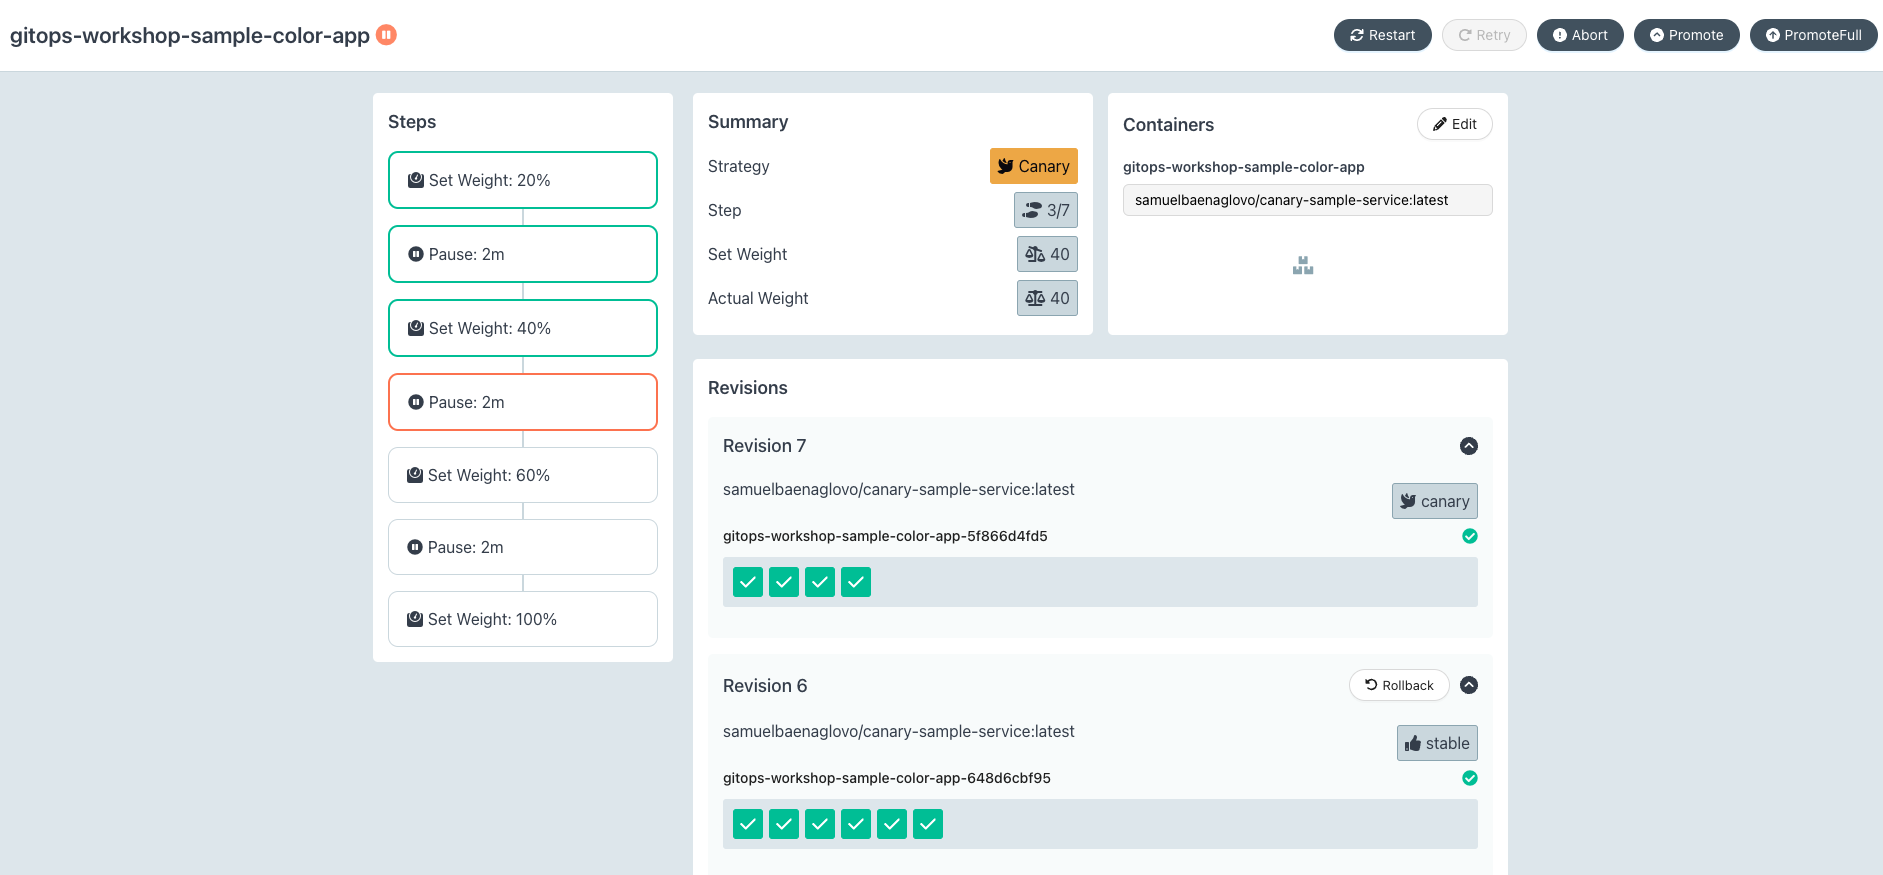 gitops-workshop-sample-color-app
Restart
Retry
Abort
Promote
PromoteFull
Steps
Set Weight: 20%
Pause: 2m
Set Weight: 40%
Pause: 2m
Set Weight: 60%
Pause: 2m
Set Weight: 100%
Summary
Strategy Canary
Step 3/7
Set Weight 40
Actual Weight 40
Containers
Edit
gitops-workshop-sample-color-app
samuelbaenaglovo/canary-sample-service:latest
Revisions
Revision 7
samuelbaenaglovo/canary-sample-service:latest
canary
gitops-workshop-sample-color-app-5f866d4fd5
Revision 6
Rollback
samuelbaenaglovo/canary-sample-service:latest
stable
gitops-workshop-sample-color-app-648d6cbf95